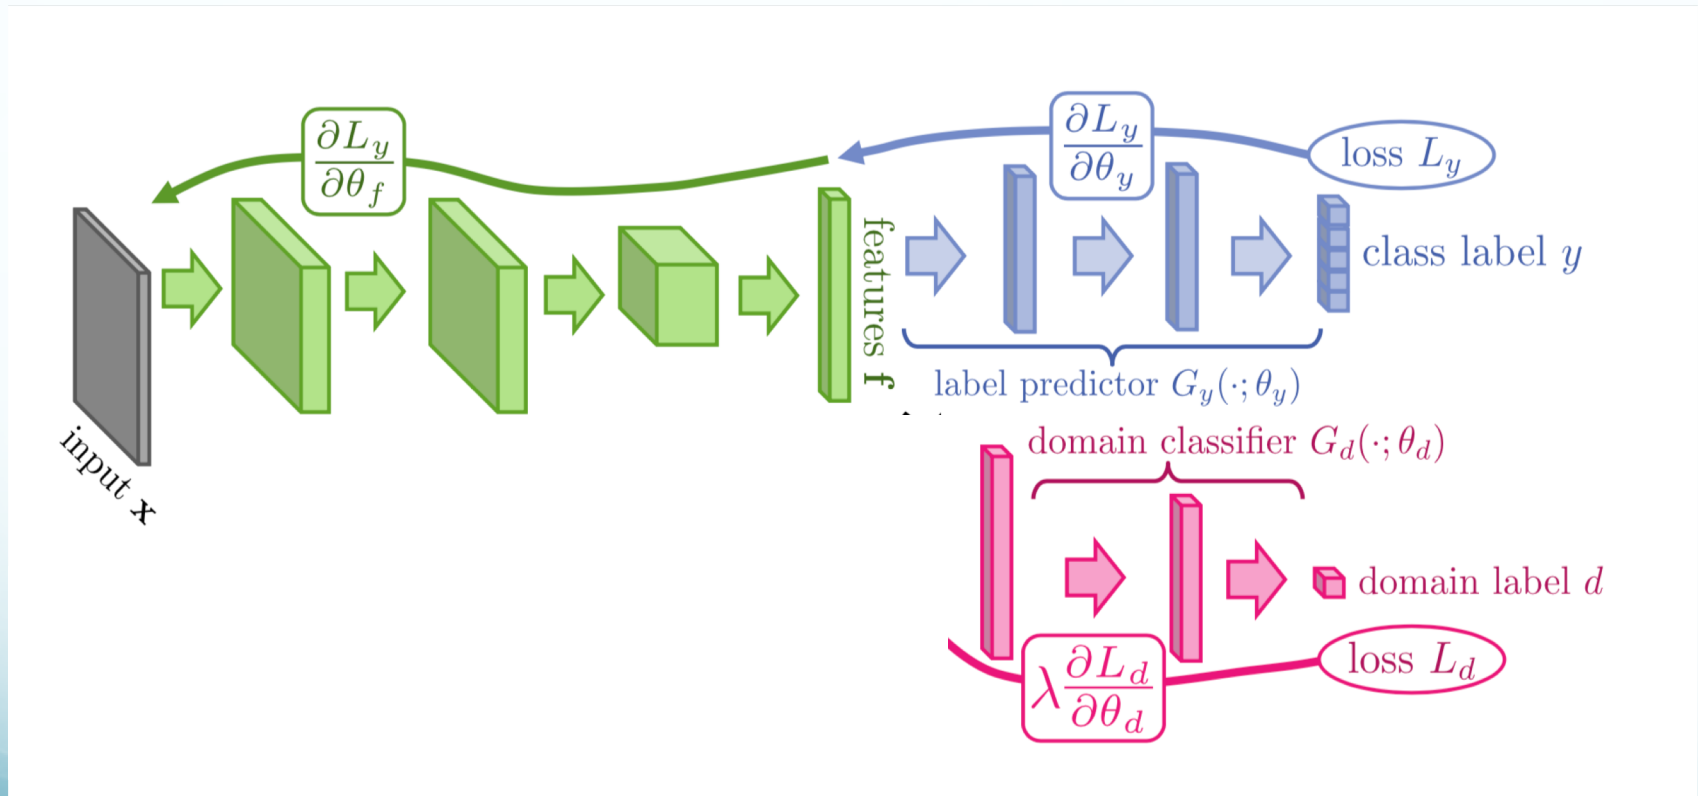 ∂L_y/∂θ_f
∂L_y/∂θ_y
loss L_y
input x
features f
class label y
label predictor G_y(·; θ_y)
domain classifier G_d(·; θ_d)
domain label d
λ ∂L_d/∂θ_d
loss L_d